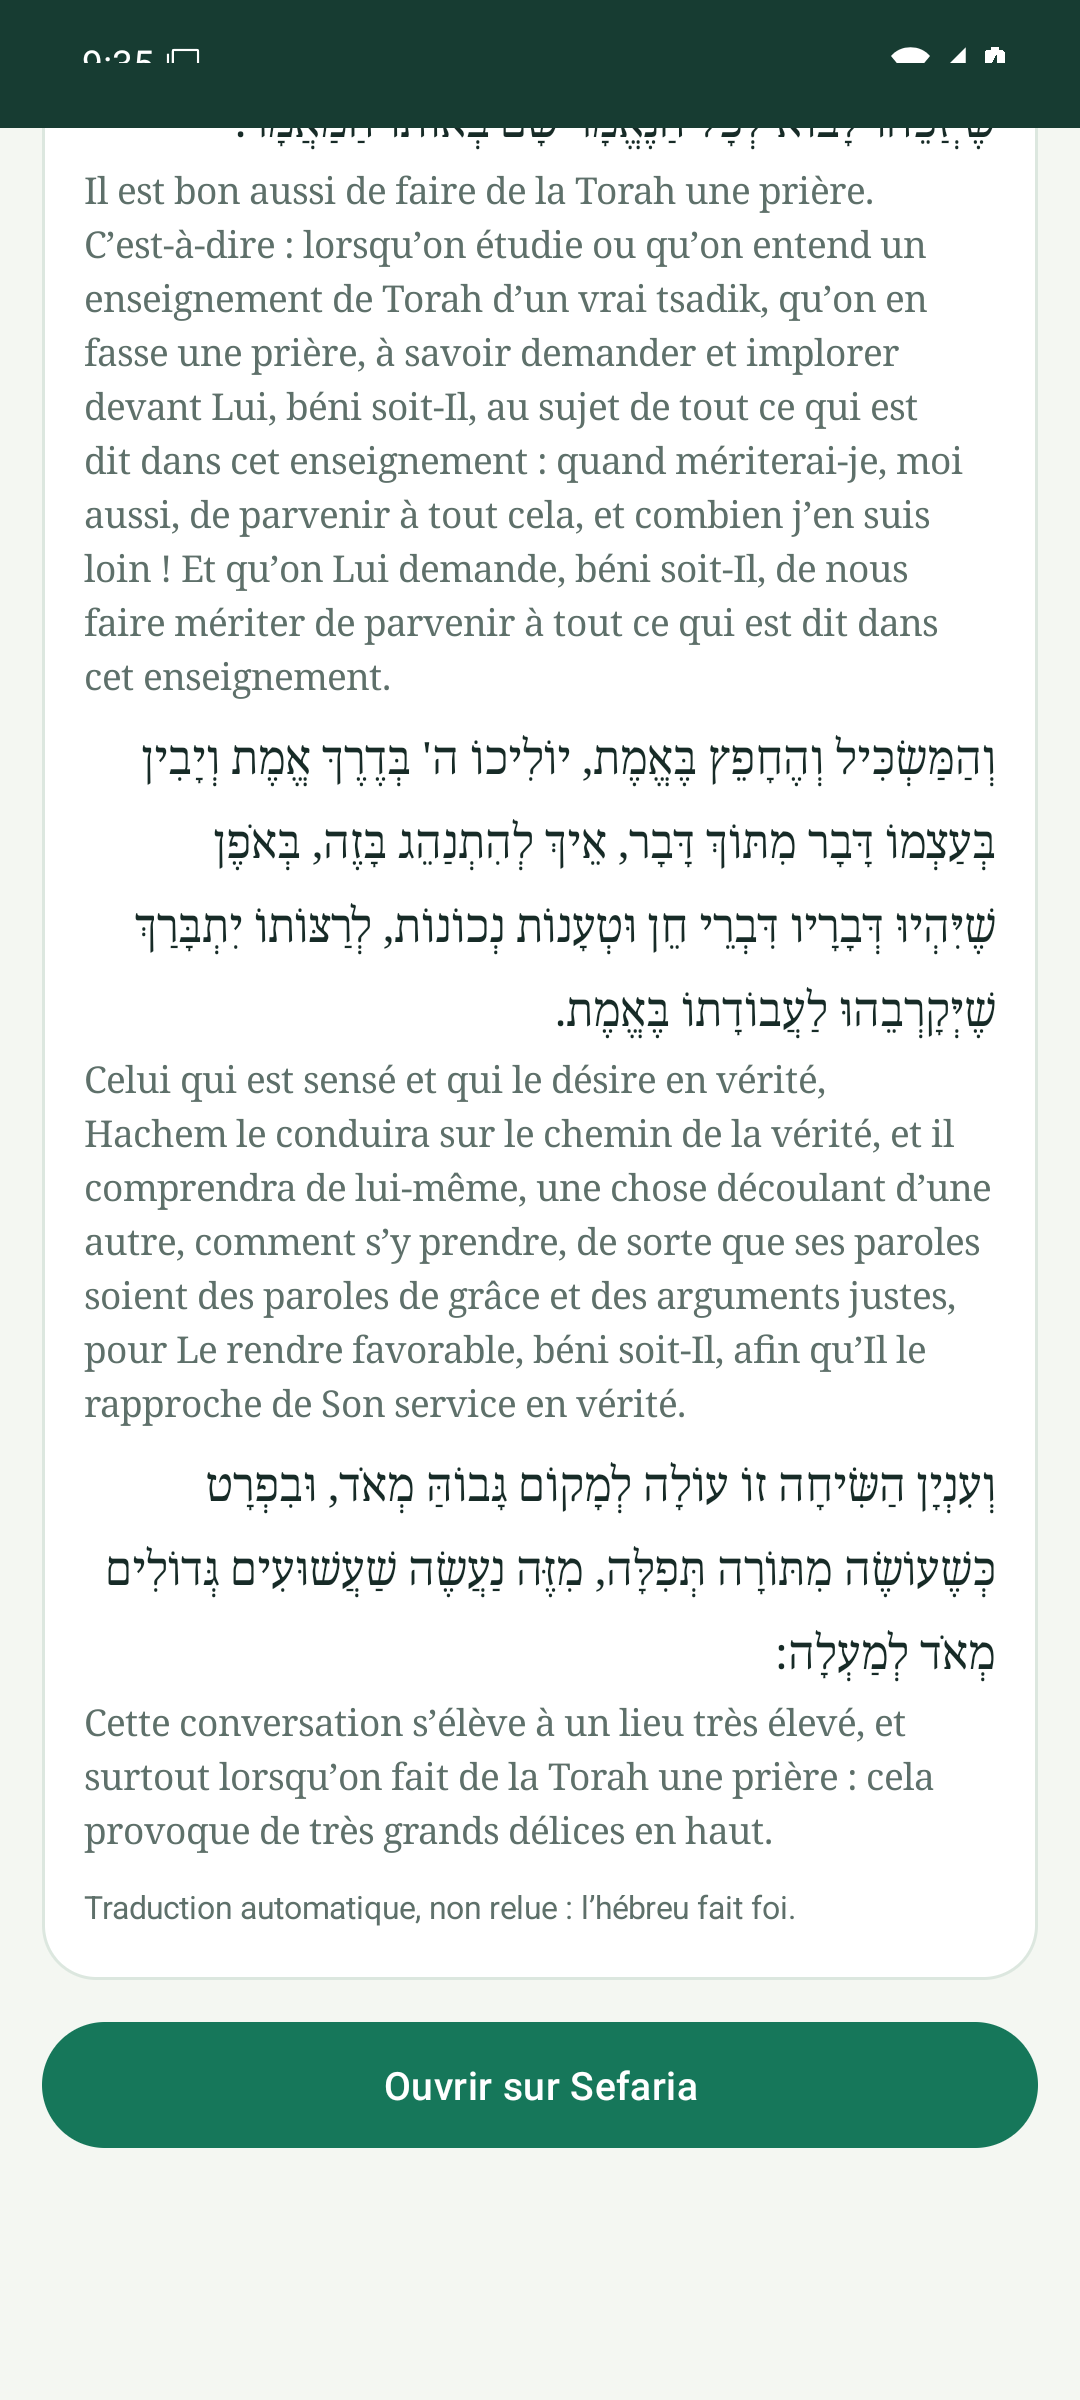 Il est bon aussi de faire de la Torah une prière.
C’est-à-dire : lorsqu’on étudie ou qu’on entend un
enseignement de Torah d’un vrai tsadik, qu’on en
fasse une prière, à savoir demander et implorer
devant Lui, béni soit-Il, au sujet de tout ce qui est
dit dans cet enseignement : quand mériterai-je, moi
aussi, de parvenir à tout cela, et combien j’en suis
loin ! Et qu’on Lui demande, béni soit-Il, de nous
faire mériter de parvenir à tout ce qui est dit dans
cet enseignement.
וְהַמַּשְׂכִּיל וְהֶחָפֵץ בֶּאֱמֶת, יוֹלִיכוֹ ה' בְּדֶרֶךְ אֱמֶת וְיָבִין
בְּעַצְמוֹ דָּבָר מִתּוֹךְ דָּבָר, אֵיךְ לְהִתְנַהֵג בָּזֶה, בְּאֹפֶן
שֶׁיִּהְיוּ דְּבָרָיו דִּבְרֵי חֵן וּטְעָנוֹת נְכוֹנוֹת, לְרַצּוֹתוֹ יִתְבָּרַךְ
שֶׁיְּקָרְבֵהוּ לַעֲבוֹדָתוֹ בֶּאֱמֶת.
Celui qui est sensé et qui le désire en vérité,
Hachem le conduira sur le chemin de la vérité, et il
comprendra de lui-même, une chose découlant d’une
autre, comment s’y prendre, de sorte que ses paroles
soient des paroles de grâce et des arguments justes,
pour Le rendre favorable, béni soit-Il, afin qu’Il le
rapproche de Son service en vérité.
וְעִנְיָן הַשִּׂיחָה זוֹ עוֹלָה לְמָקוֹם גָּבוֹהַּ מְאֹד, וּבִפְרָט
כְּשֶׁעוֹשֶׂה מִתּוֹרָה תְּפִלָּה, מִזֶּה נַעֲשֶׂה שַׁעֲשׁוּעִים גְּדוֹלִים
מְאֹד לְמַעְלָה:
Cette conversation s’élève à un lieu très élevé, et
surtout lorsqu’on fait de la Torah une prière : cela
provoque de très grands délices en haut.
Traduction automatique, non relue : l’hébreu fait foi.
Ouvrir sur Sefaria